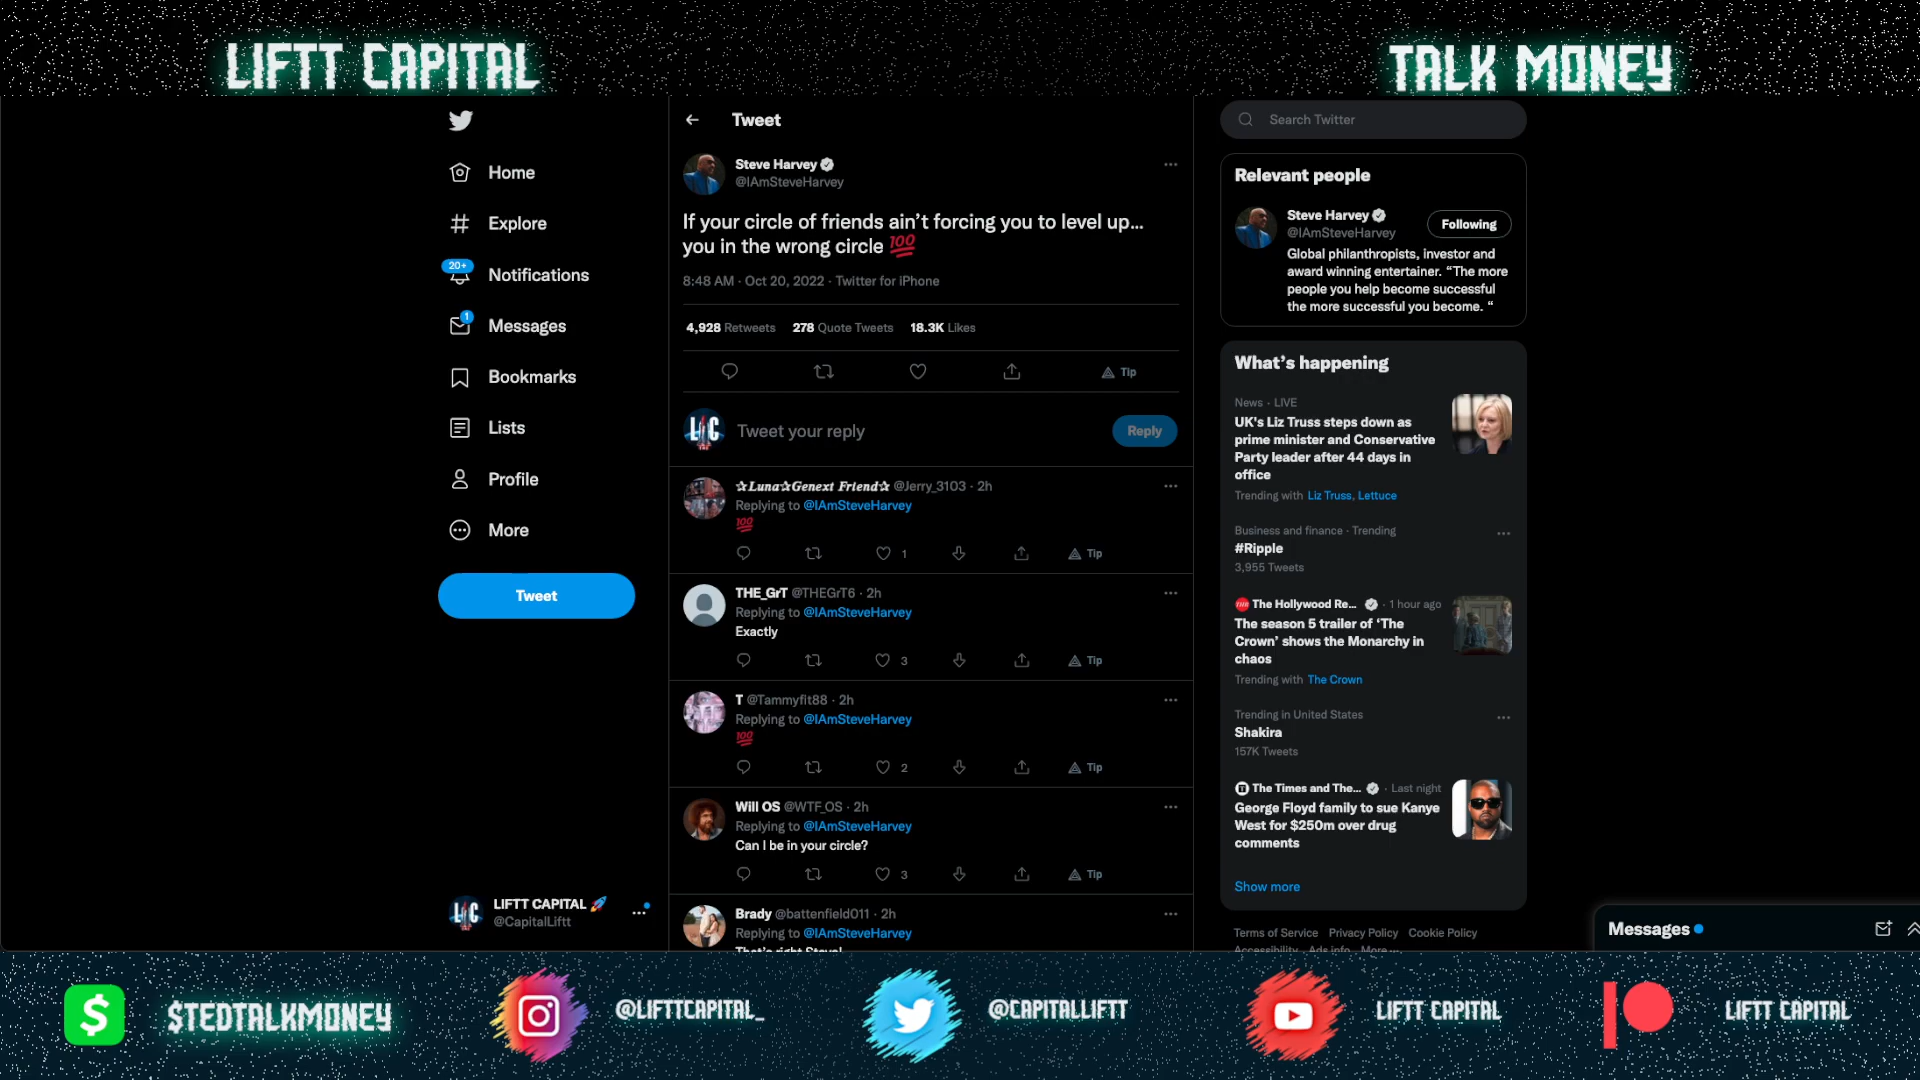 LIFTT CAPITAL
TALK MONEY
Home
Explore
20+
Notifications
1
Messages
Bookmarks
Lists
Profile
More
Tweet
LIFTT CAPITAL 🚀
@CapitalLiftt
Tweet
Steve Harvey
@IAmSteveHarvey
If your circle of friends ain’t forcing you to level up...
you in the wrong circle 💯
8:48 AM · Oct 20, 2022 · Twitter for iPhone
4,928 Retweets 278 Quote Tweets 18.3K Likes
Tip
LC
Tweet your reply
Reply
✰𝑳𝒖𝒏𝒂✰𝑮𝒆𝒏𝒆𝒙𝒕 𝑭𝒓𝒊𝒆𝒏𝒅✰ @Jerry_3103 · 2h
Replying to @IAmSteveHarvey
💯
1 Tip
THE_GrT @THEGrT6 · 2h
Replying to @IAmSteveHarvey
Exactly
3 Tip
T @Tammyfit88 · 2h
Replying to @IAmSteveHarvey
💯
2 Tip
Will OS @WTF_OS · 2h
Replying to @IAmSteveHarvey
Can I be in your circle?
3 Tip
Brady @battenfield011 · 2h
Replying to @IAmSteveHarvey
That’s right Steve!
Search Twitter
Relevant people
Steve Harvey
@IAmSteveHarvey
Following
Global philanthropists, investor and
award winning entertainer. “The more
people you help become successful
the more successful you become. “
What’s happening
News · LIVE
UK's Liz Truss steps down as
prime minister and Conservative
Party leader after 44 days in
office
Trending with Liz Truss, Lettuce
Business and finance · Trending
#Ripple
3,955 Tweets
The Hollywood Re... · 1 hour ago
The season 5 trailer of ‘The
Crown’ shows the Monarchy in
chaos
Trending with The Crown
Trending in United States
Shakira
157K Tweets
The Times and The... · Last night
George Floyd family to sue Kanye
West for $250m over drug
comments
Show more
Terms of Service Privacy Policy Cookie Policy
Accessibility Ads info More ...
Messages
$TEDTALKMONEY
@LIFTTCAPITAL_
@CAPITALLIFTT
LIFTT CAPITAL
LIFTT CAPITAL